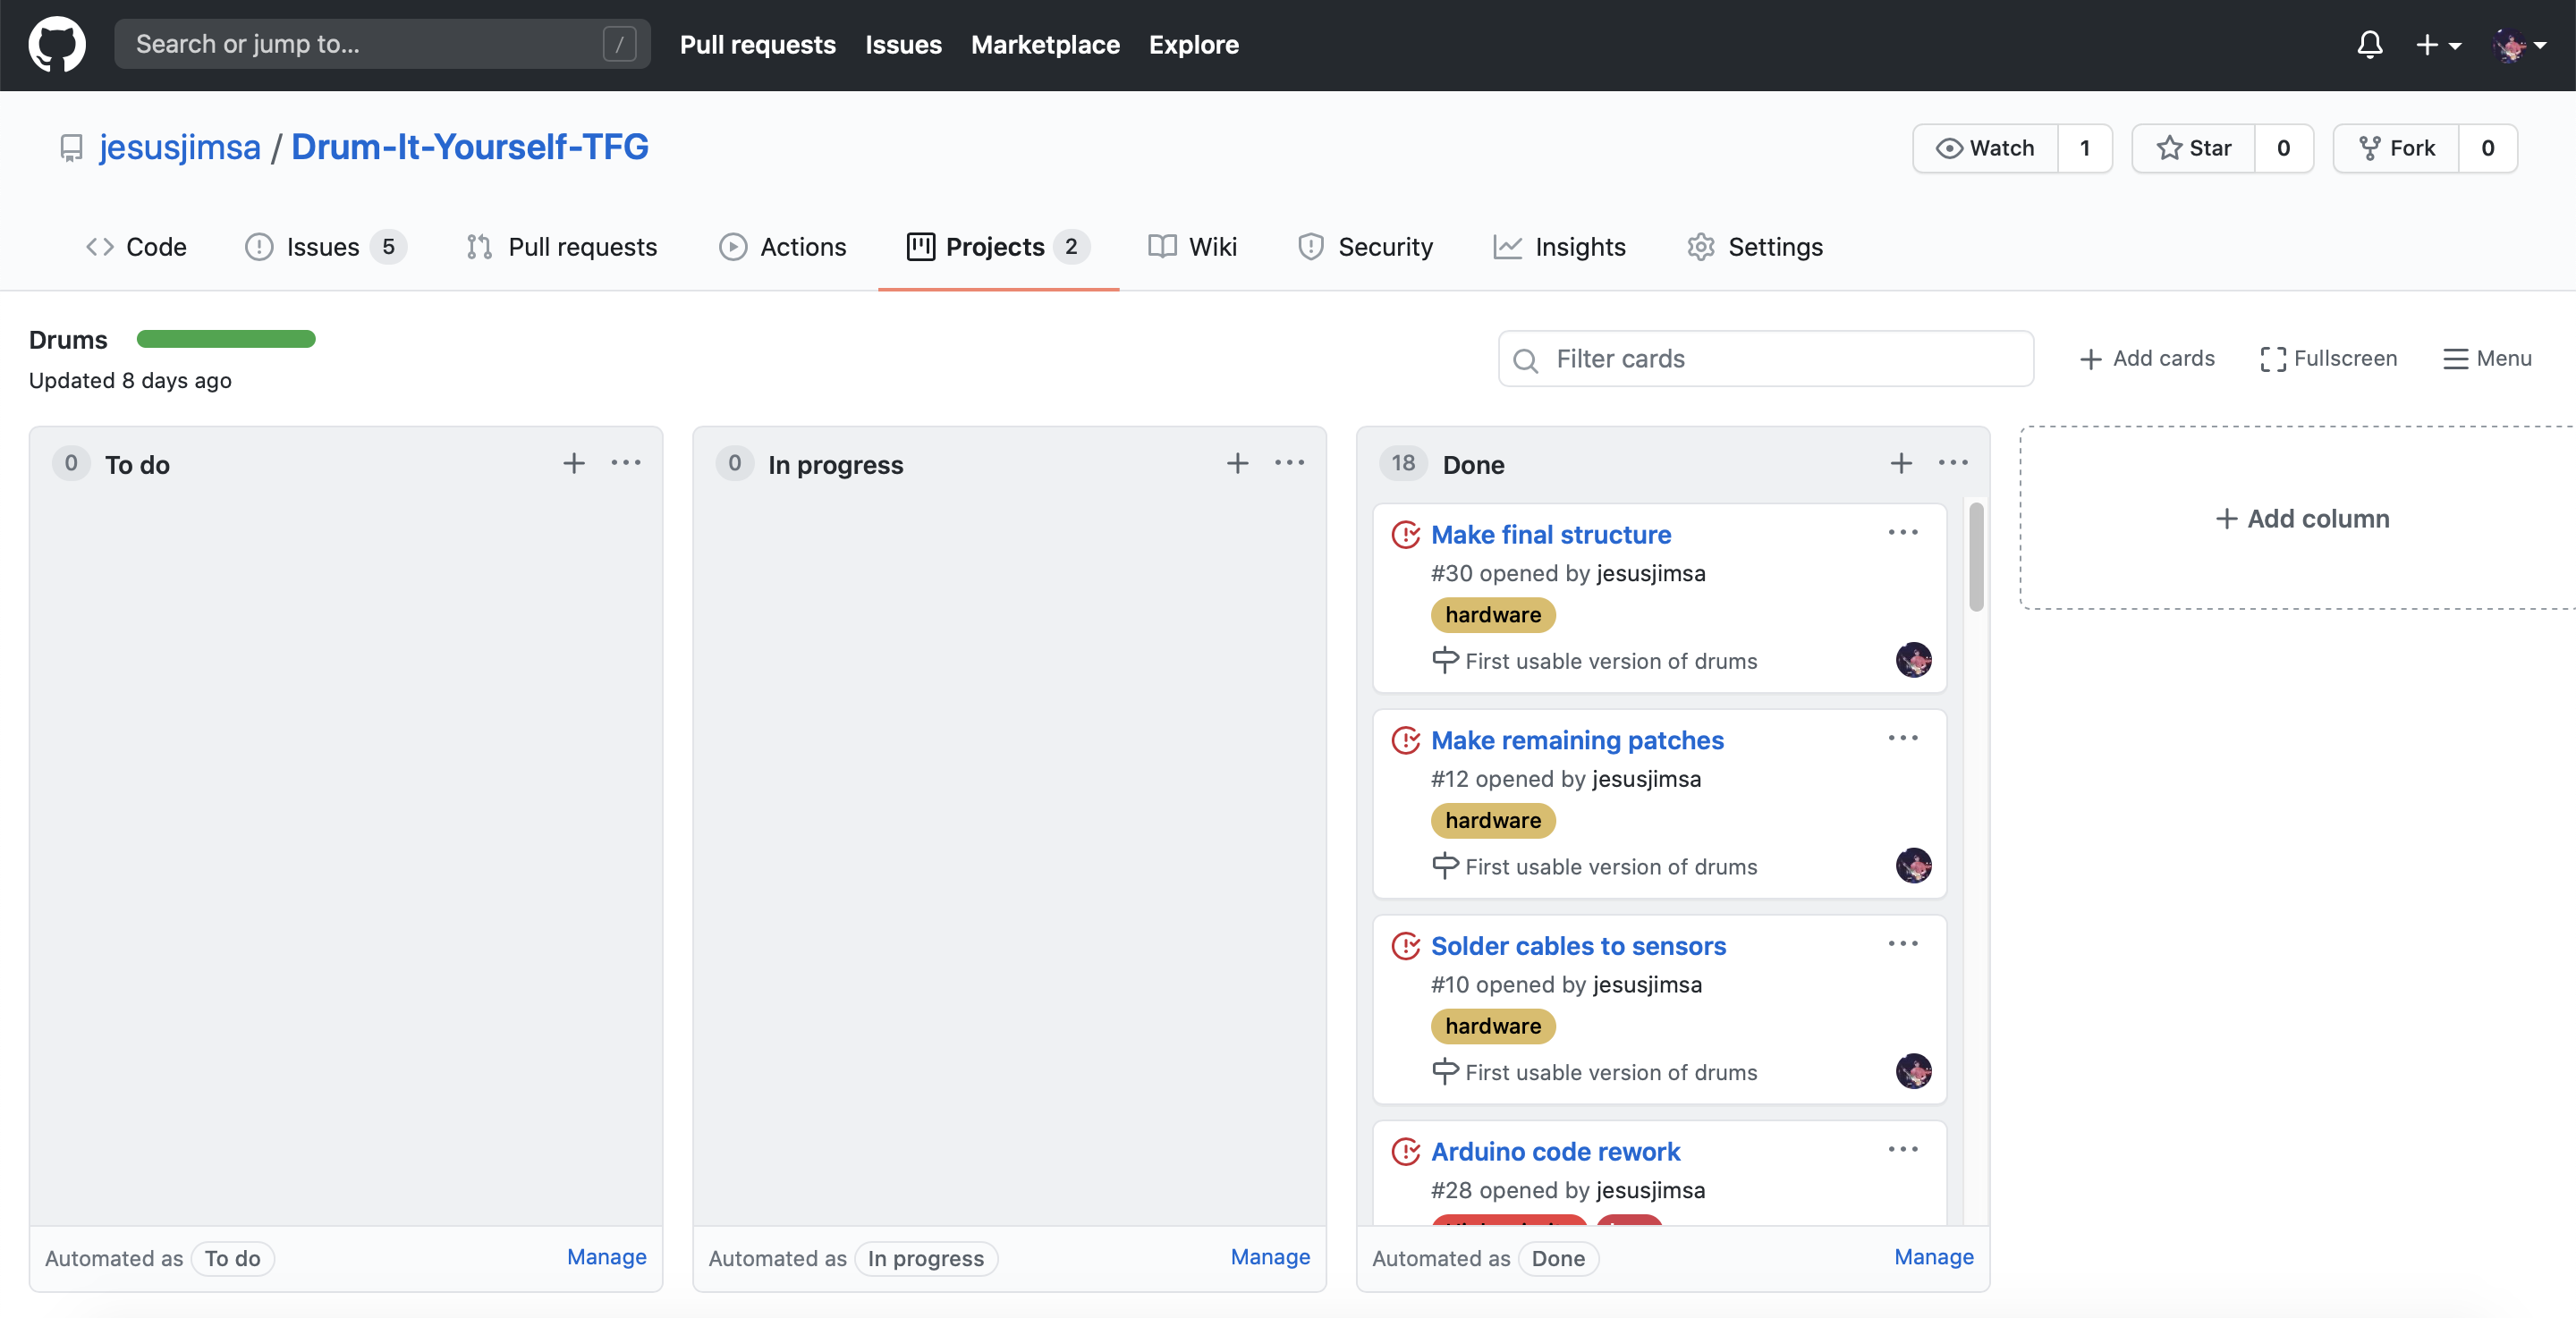 Search or jump to... / Pull requests Issues Marketplace Explore
jesusjimsa / Drum-It-Yourself-TFG Watch 1 Star 0 Fork 0
Code Issues 5 Pull requests Actions Projects 2 Wiki Security Insights Settings
Drums
Updated 8 days ago
Filter cards Add cards Fullscreen Menu
0 To do
Automated as To do Manage
0 In progress
Automated as In progress Manage
18 Done
Make final structure
#30 opened by jesusjimsa
hardware
First usable version of drums
Make remaining patches
#12 opened by jesusjimsa
hardware
First usable version of drums
Solder cables to sensors
#10 opened by jesusjimsa
hardware
First usable version of drums
Arduino code rework
#28 opened by jesusjimsa
Automated as Done Manage
Add column